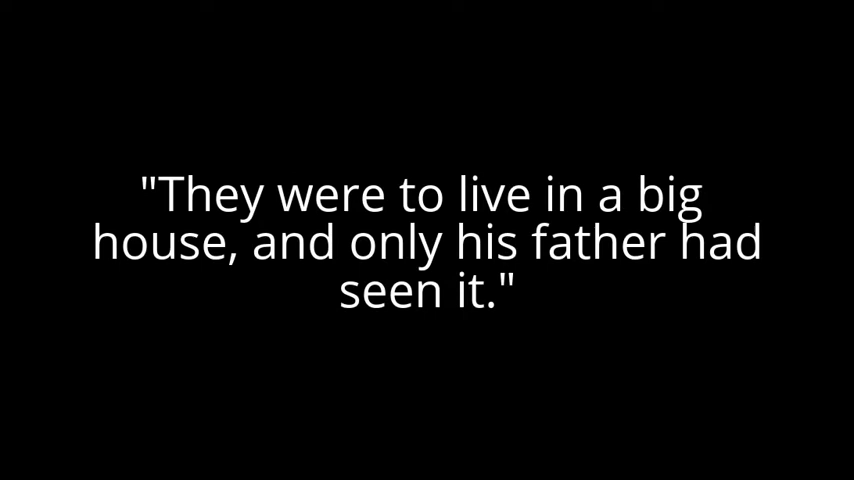 "They were to live in a big
house, and only his father had
seen it."